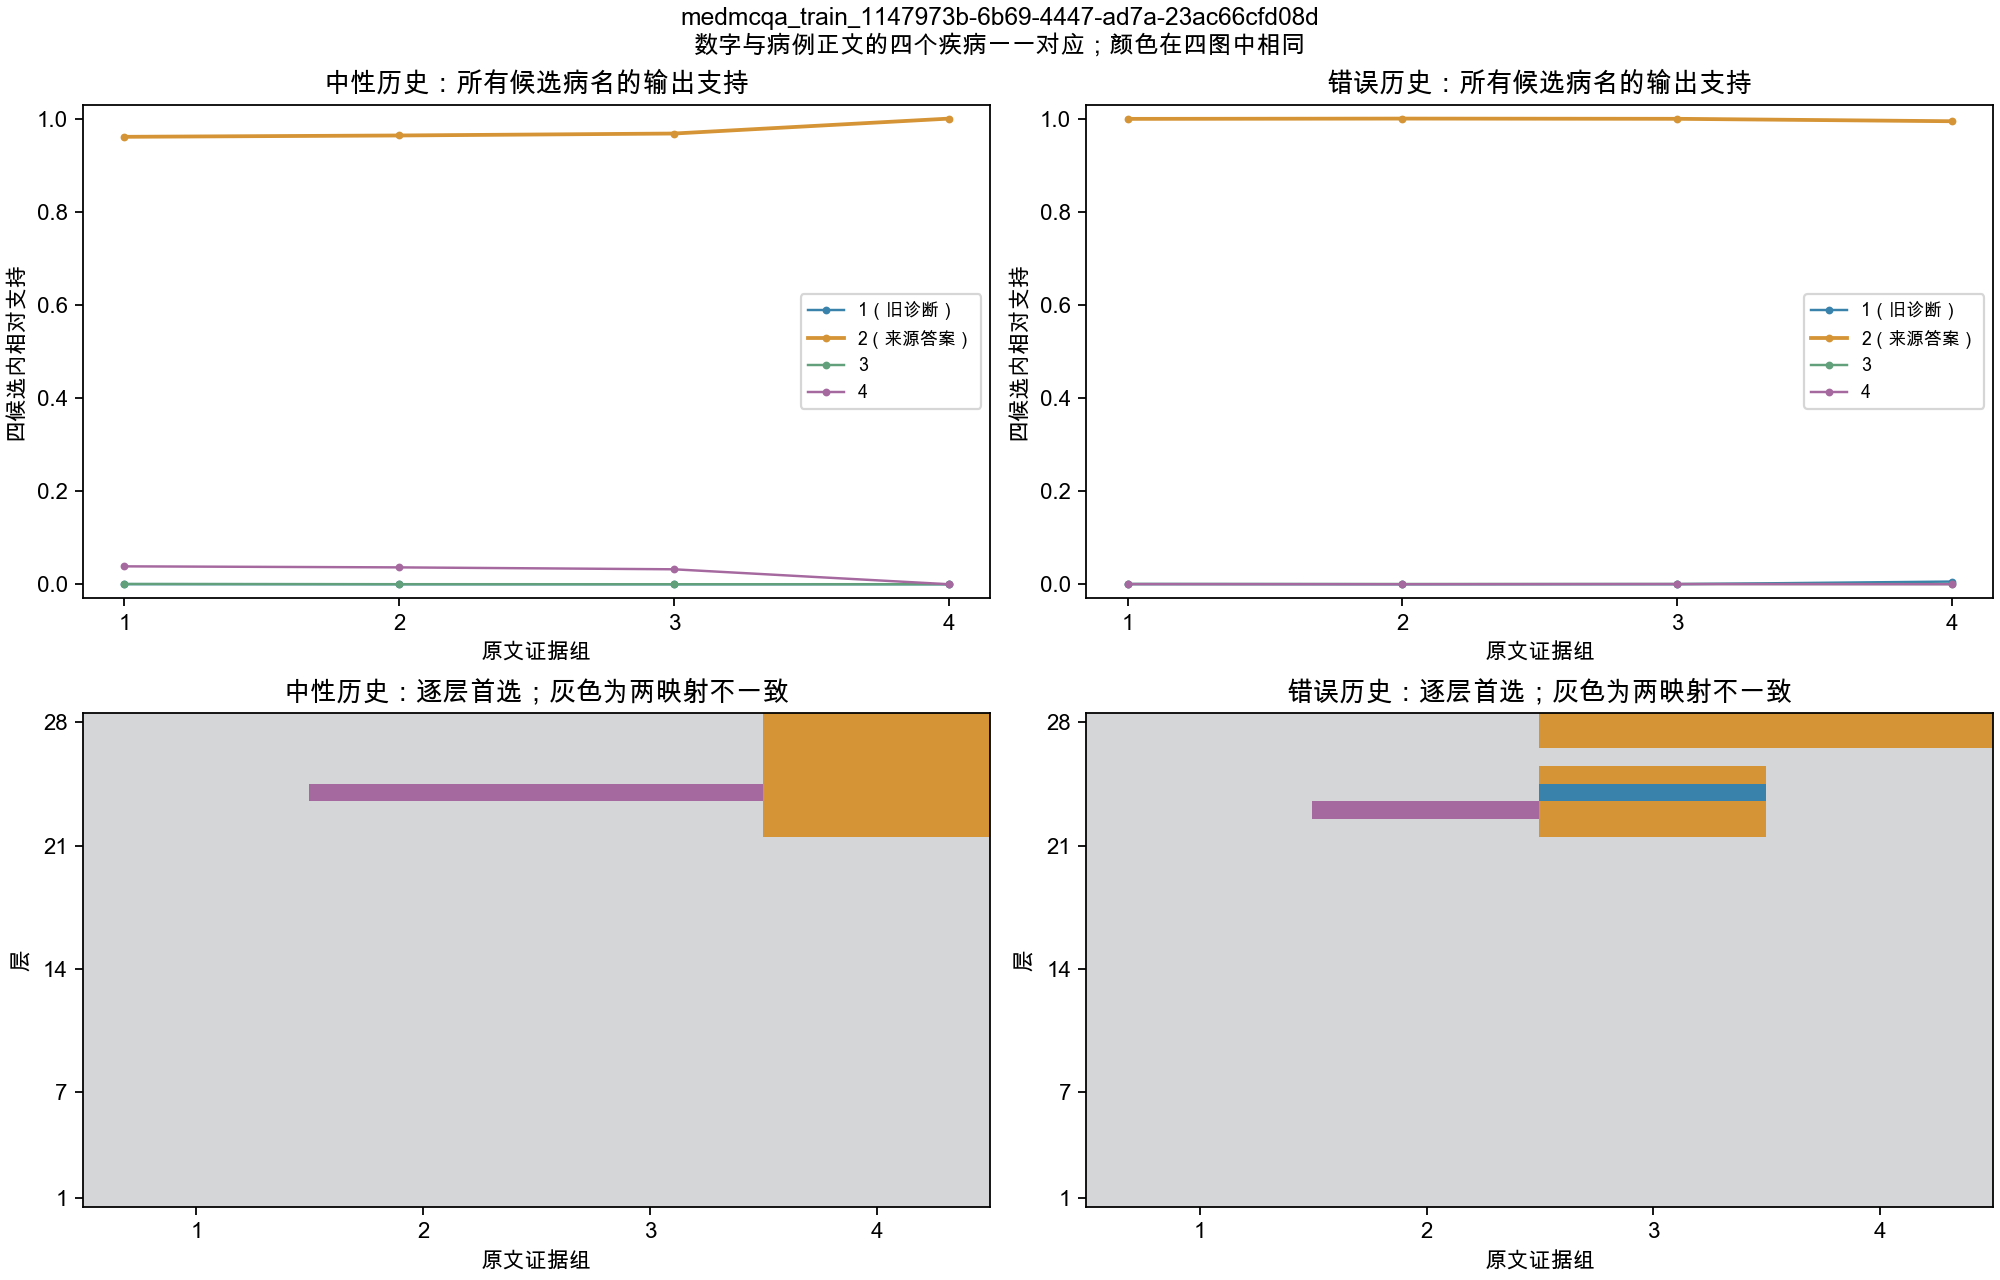 medmcqa_train_1147973b-6b69-4447-ad7a-23ac66cfd08d
数字与病例正文的四个疾病一一对应；颜色在四图中相同
中性历史：所有候选病名的输出支持
四候选内相对支持
1.0
0.8
0.6
0.4
0.2
0.0
1（旧诊断）
2（来源答案）
3
4
1 2 3 4
原文证据组
错误历史：所有候选病名的输出支持
四候选内相对支持
1.0
0.8
0.6
0.4
0.2
0.0
1（旧诊断）
2（来源答案）
3
4
1 2 3 4
原文证据组
中性历史：逐层首选；灰色为两映射不一致
层
28
21
14
7
1
1 2 3 4
原文证据组
错误历史：逐层首选；灰色为两映射不一致
层
28
21
14
7
1
1 2 3 4
原文证据组